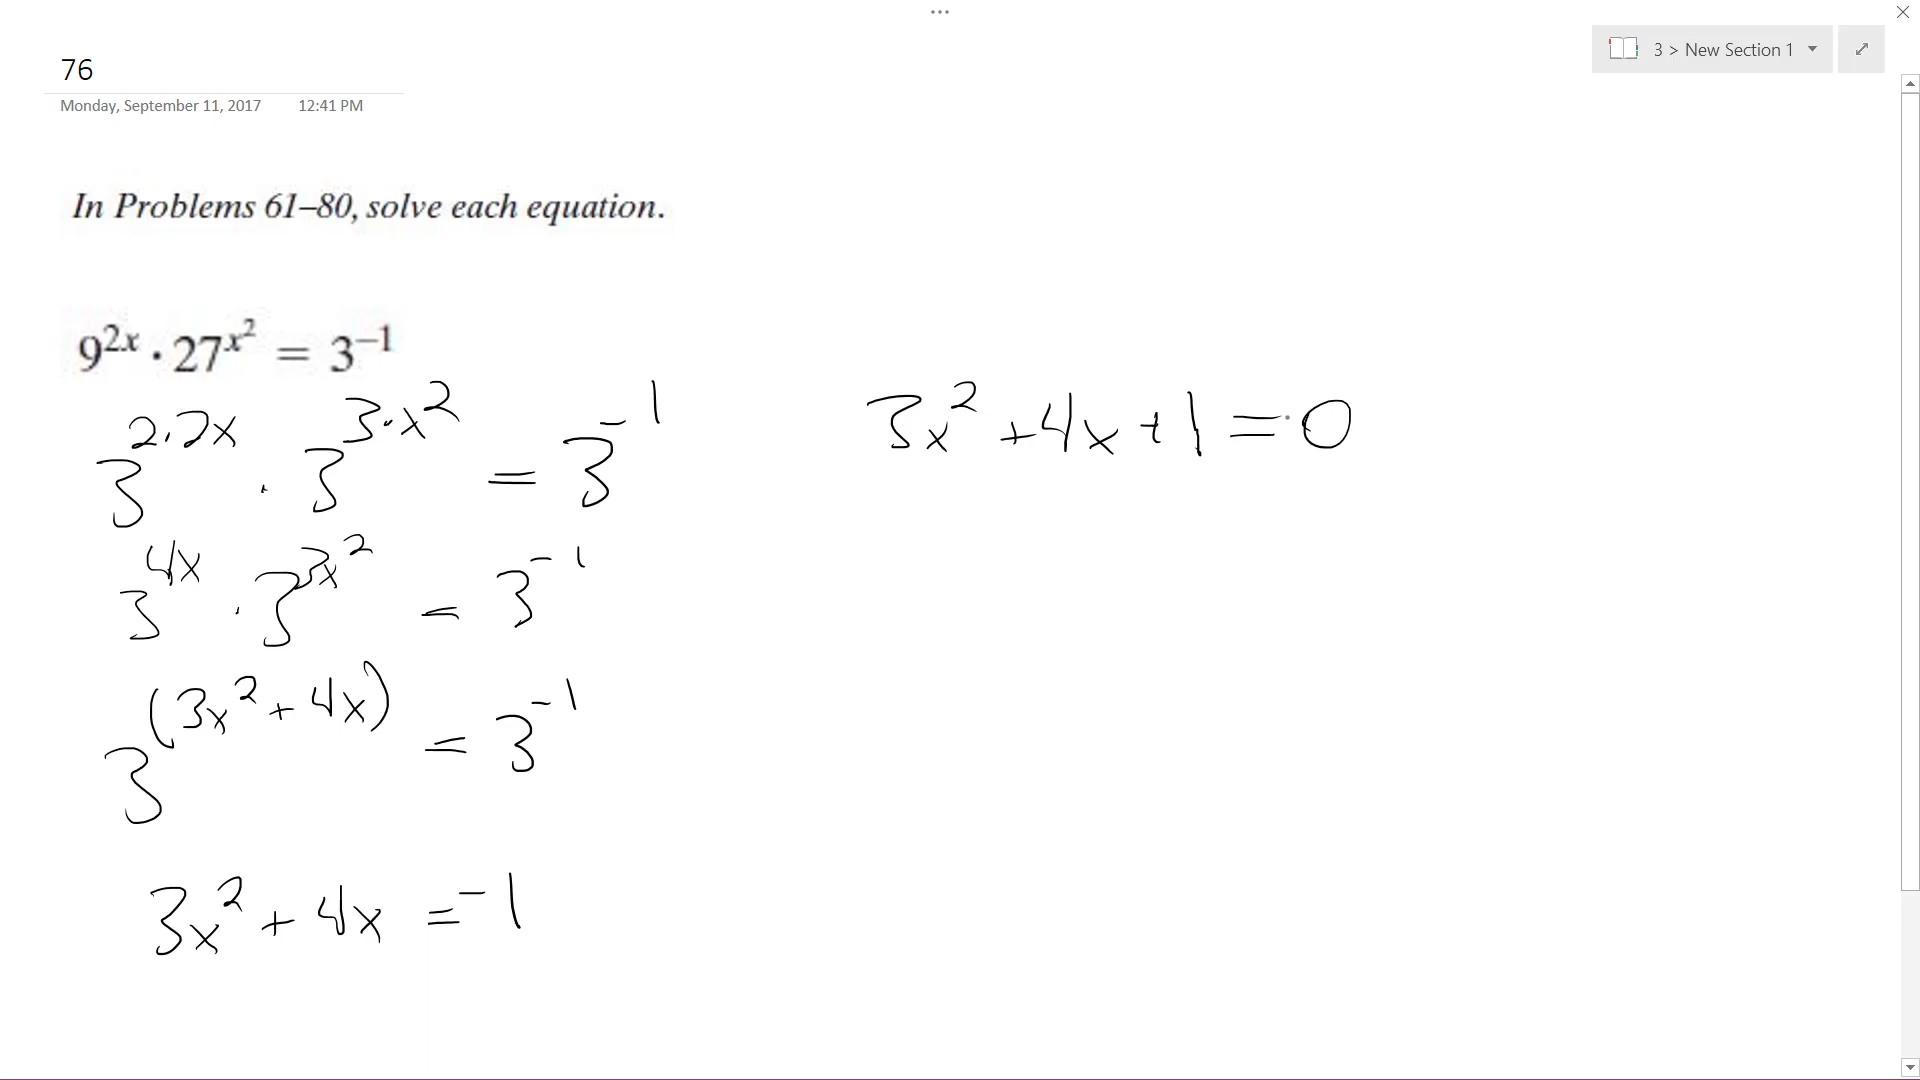 3 > New Section 1
76
Monday, September 11, 2017 12:41 PM
In Problems 61–80, solve each equation.
9^{2x} · 27^{x^2} = 3^{-1}
3^{2·2x} · 3^{3·x^2} = 3^{-1}
3^{4x} · 3^{3x^2} = 3^{-1}
3^{(3x^2+4x)} = 3^{-1}
3x^2 + 4x = -1
3x^2 + 4x + 1 = 0